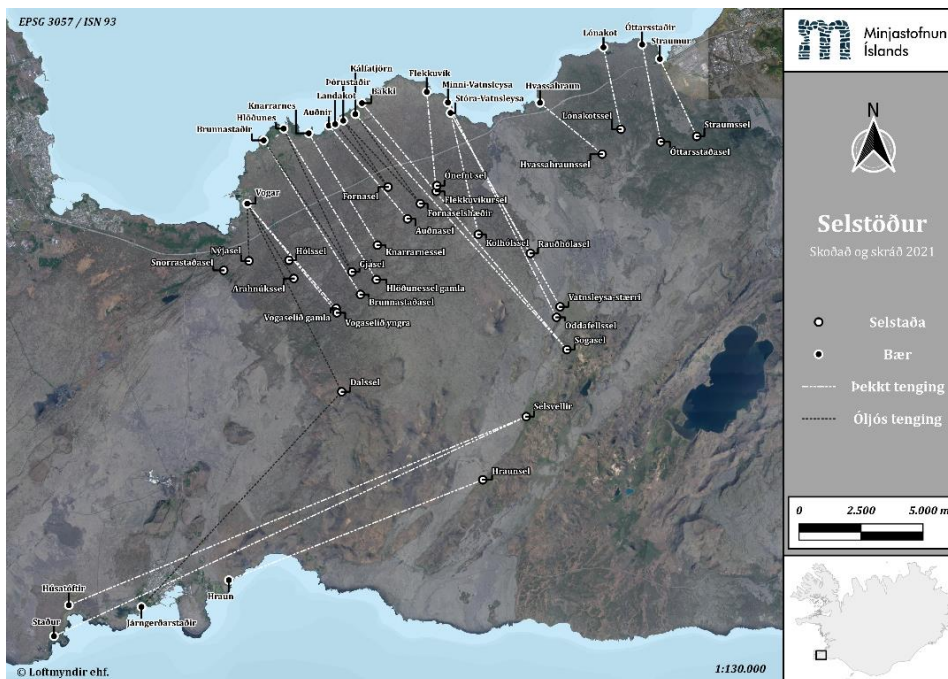 EPSG 3057 / ISN 93
Lónakot
Óttarsstaðir
Straumur
Kálfatjörn
Þórustaðir
Bakki
Landakot
Auðnir
Knarrarnes
Hlöðunes
Brunnastaðir
Flekkuvík
Minni-Vatnsleysa
Stóra-Vatnsleysa
Hvassahraun
Lónakotssel
Straumssel
Óttarsstaðasel
Hvassahraunssel
Vogar
Fornasel
Ónefnt sel
Flekkuvíkursel
Fornaselshæðir
Auðnasel
Kolhólssel
Rauðhólasel
Knarrarnessel
Nýjasel
Snorrastaðasel
Hólssel
Arahnúkssel
Gjásel
Hlöðunessel gamla
Brunnastaðasel
Vogaselið gamla
Vogaselið yngra
Vatnsleysa-stærri
Oddafellssel
Sogasel
Dalssel
Selsvellir
Hraunsel
Húsatóftir
Staður
Járngerðarstaðir
Hraun
© Loftmyndir ehf.
1:130.000
Minjastofnun
Íslands
N
Selstöður
Skoðað og skráð 2021
Selstaða
Bær
Þekkt tenging
Óljós tenging
0 2.500 5.000 m